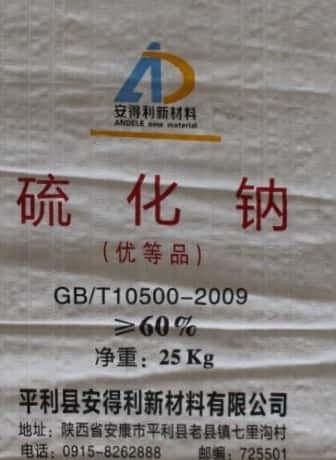 安得利新材料
ANDELE new material
硫化钠
(优等品)
GB/T10500-2009
≥60%
净重：25Kg
平利县安得利新材料有限公司
地址：陕西省安康市平利县老县镇七里沟村
电话：0915-8262888 邮编：725501